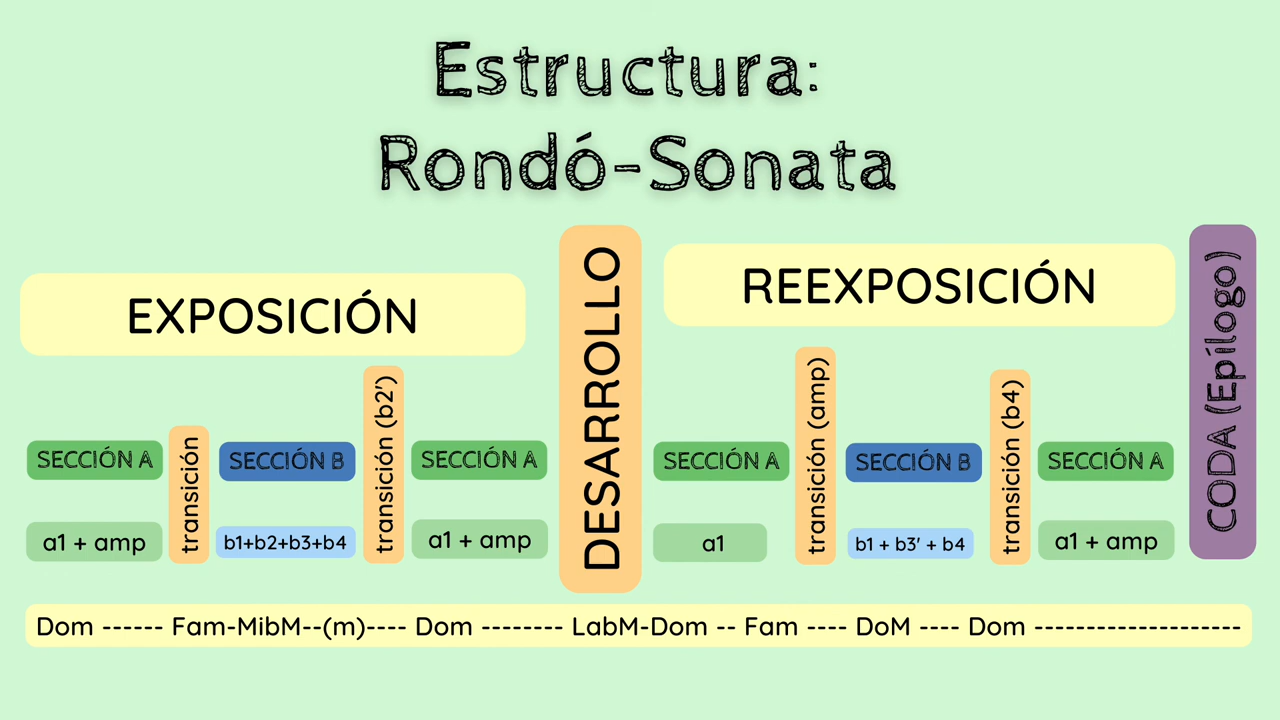 Estructura:
Rondó-Sonata
EXPOSICIÓN
DESARROLLO
REEXPOSICIÓN
CODA (Epílogo)
SECCIÓN A
transición
SECCIÓN B
transición (b2')
SECCIÓN A
SECCIÓN A
transición (amp)
SECCIÓN B
transición (b4)
SECCIÓN A
a1 + amp
b1+b2+b3+b4
a1 + amp
a1
b1 + b3' + b4
a1 + amp
Dom ------ Fam-MibM--(m)---- Dom -------- LabM-Dom -- Fam ---- DoM ---- Dom --------------------